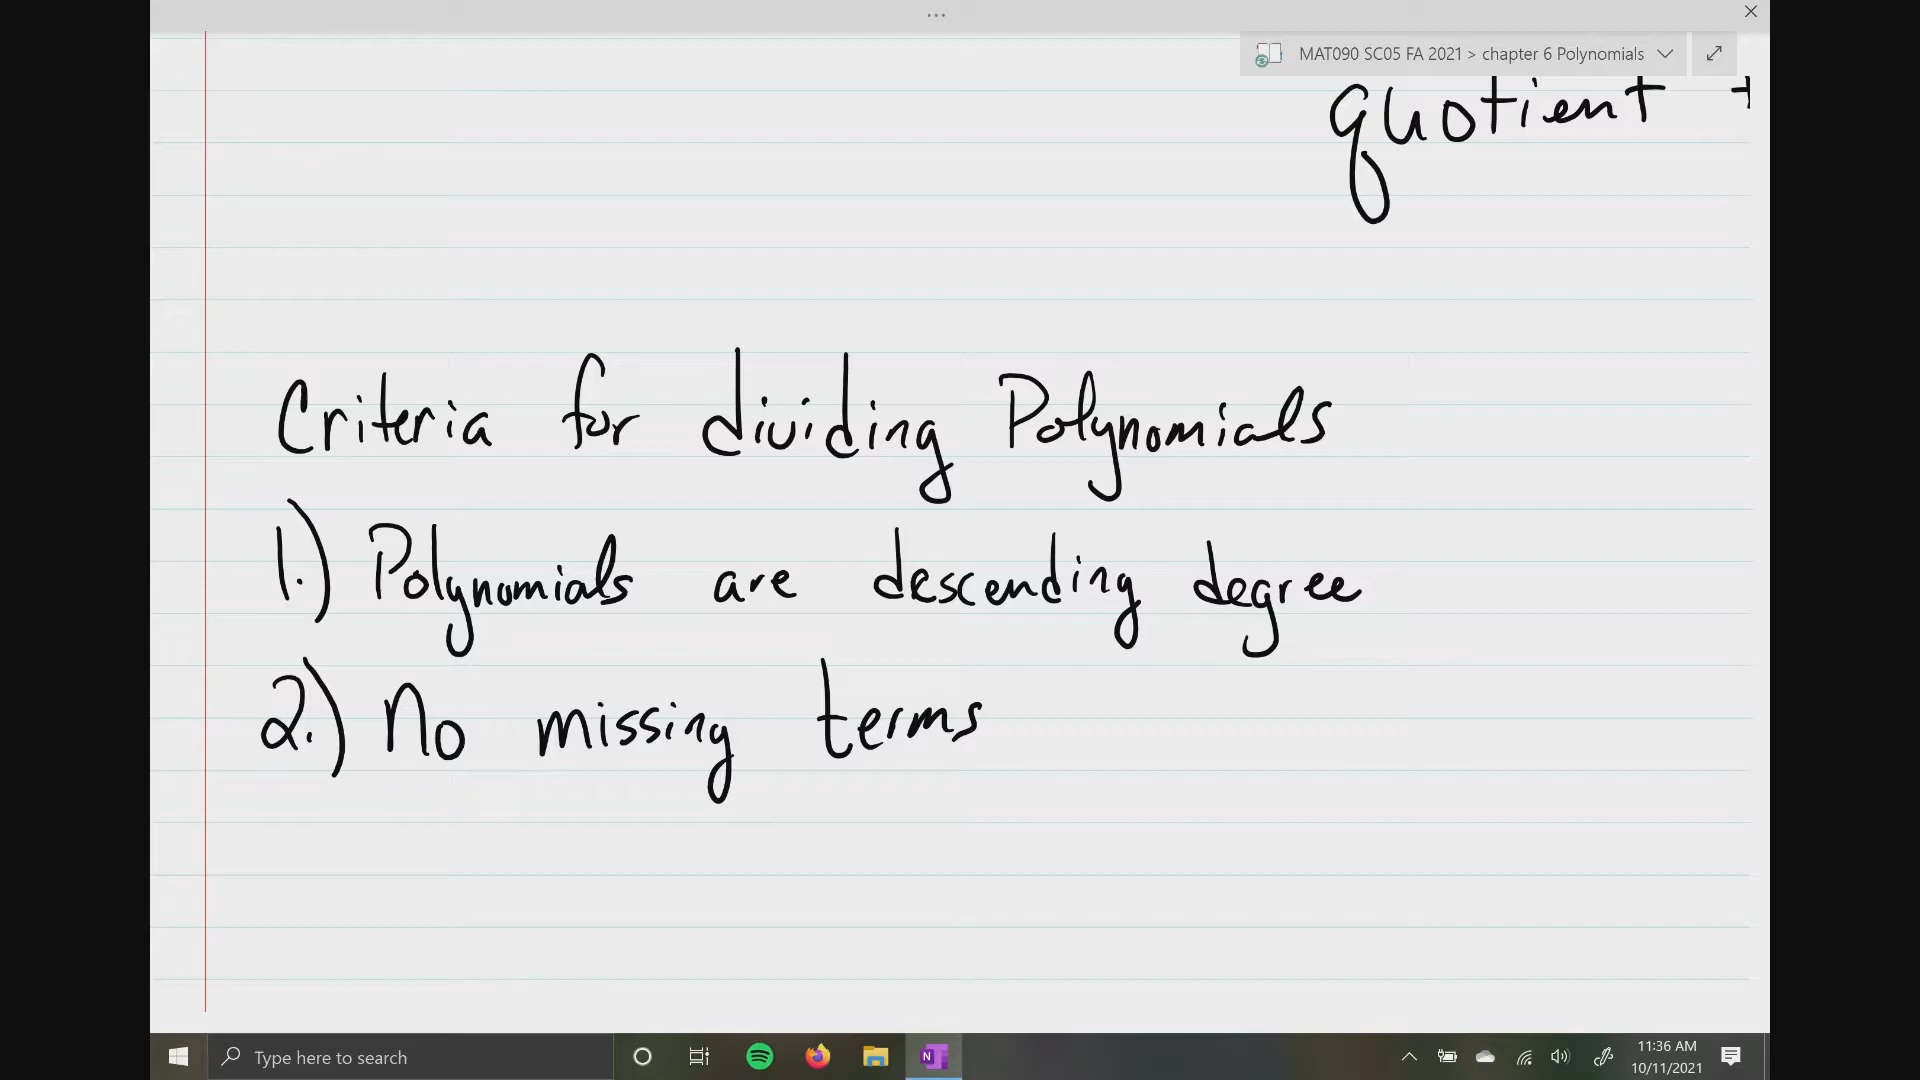 MAT090 SC05 FA 2021 > chapter 6 Polynomials
quotient +
Criteria for dividing Polynomials
1.) Polynomials are descending degree
2.) No missing terms
Type here to search
11:36 AM
10/11/2021